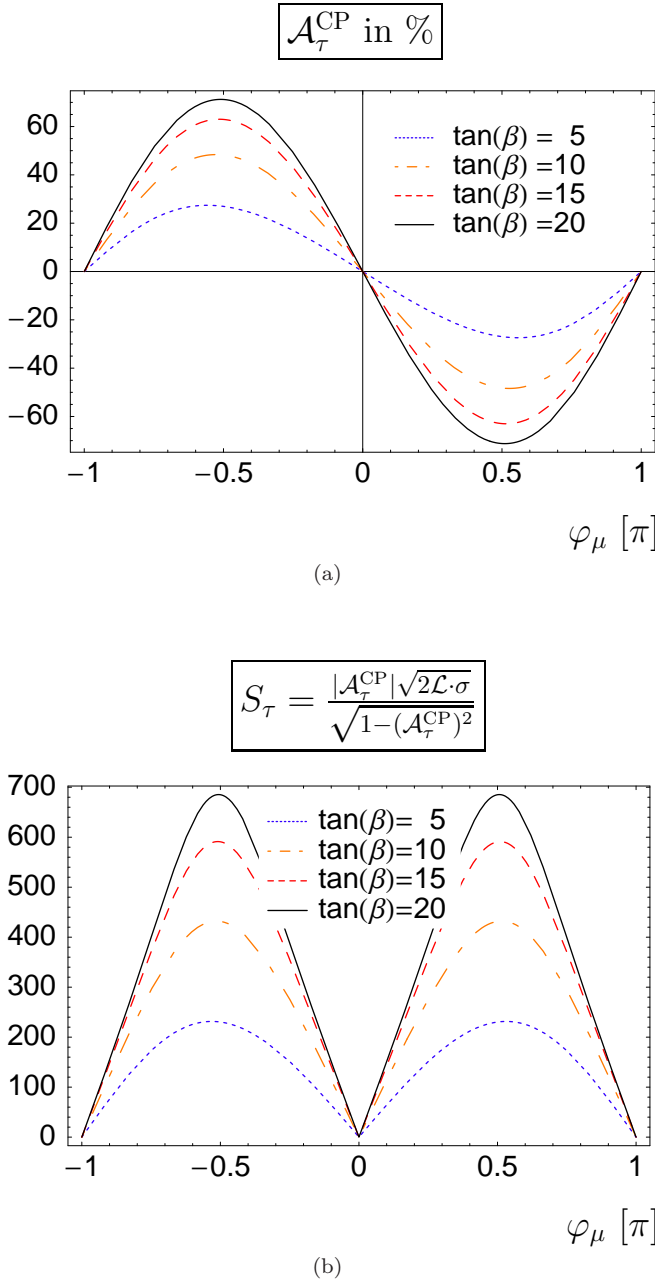 𝒜_τ^CP in %
60
40
20
0
−20
−40
−60
tan(β) = 5
tan(β) = 10
tan(β) =15
tan(β) =20
−1 −0.5 0 0.5 1
φ_μ [π]
(a)
S_τ = |𝒜_τ^CP|√(2ℒ·σ) / √(1−(𝒜_τ^CP)²)
700
600
500
400
300
200
100
0
tan(β)= 5
tan(β)=10
tan(β)=15
tan(β)=20
−1 −0.5 0 0.5 1
φ_μ [π]
(b)